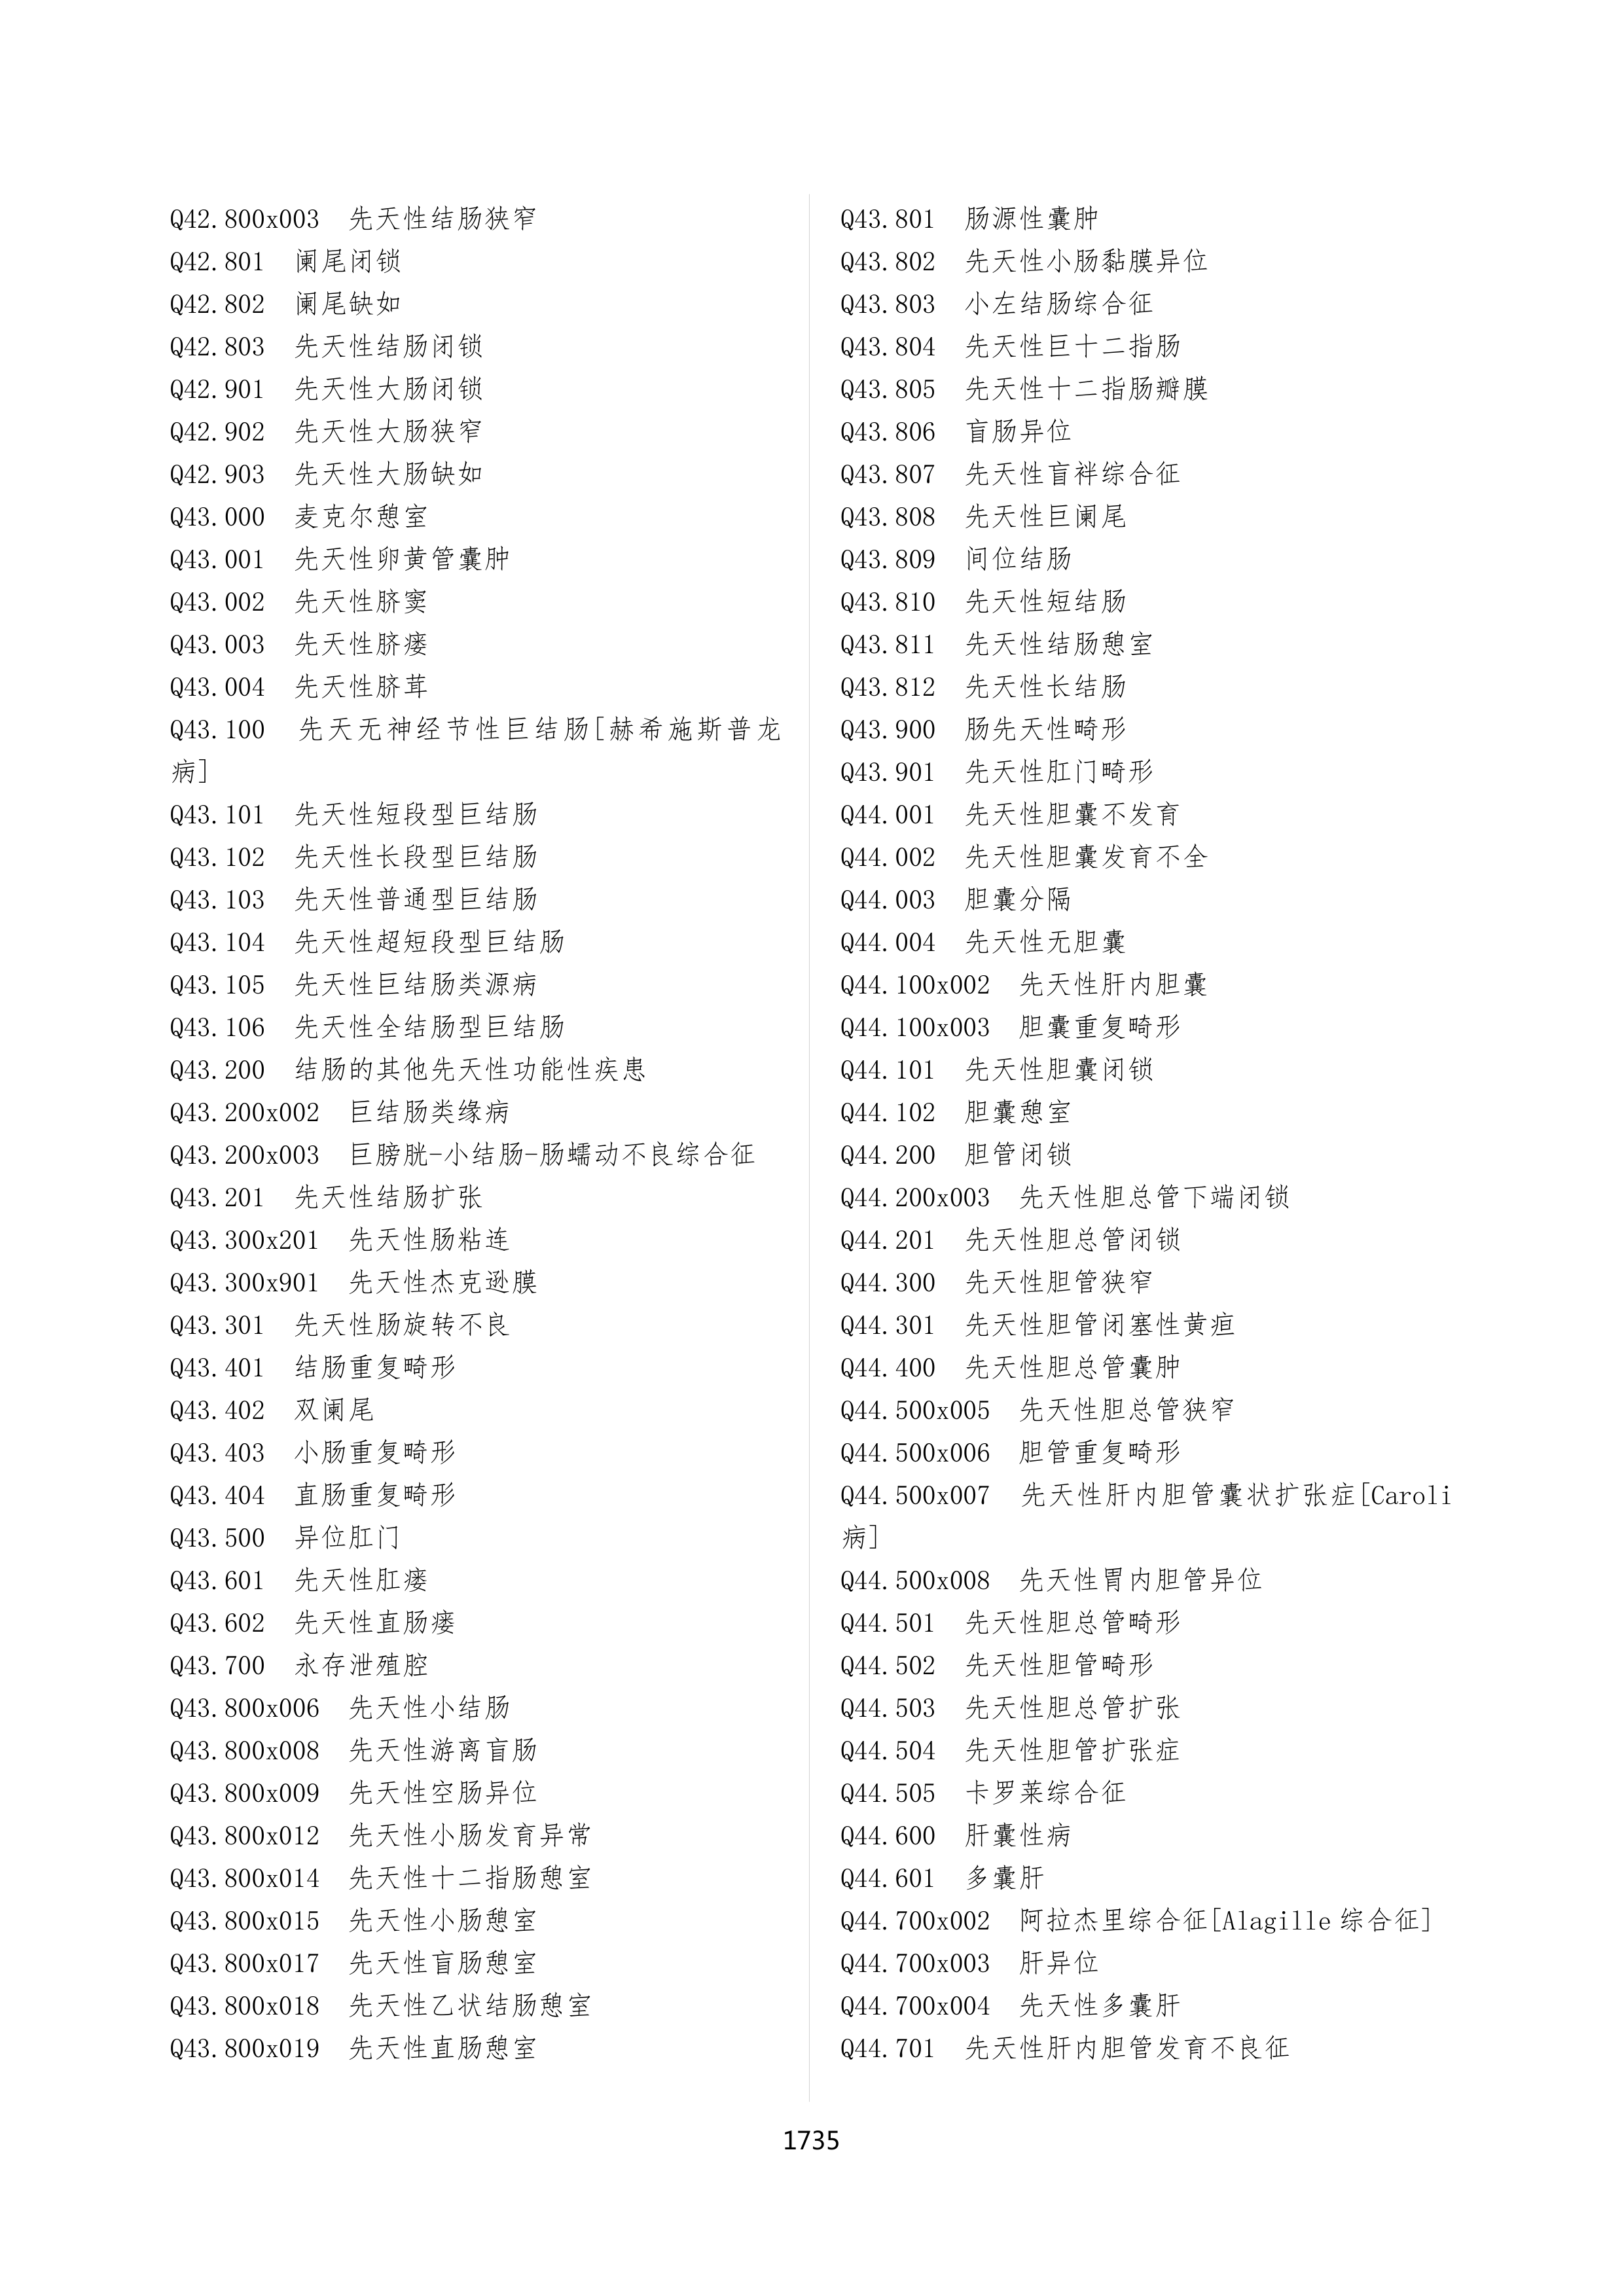 Q42.800x003 先天性结肠狭窄
Q42.801 阑尾闭锁
Q42.802 阑尾缺如
Q42.803 先天性结肠闭锁
Q42.901 先天性大肠闭锁
Q42.902 先天性大肠狭窄
Q42.903 先天性大肠缺如
Q43.000 麦克尔憩室
Q43.001 先天性卵黄管囊肿
Q43.002 先天性脐窦
Q43.003 先天性脐瘘
Q43.004 先天性脐茸
Q43.100 先天无神经节性巨结肠[赫希施斯普龙
病]
Q43.101 先天性短段型巨结肠
Q43.102 先天性长段型巨结肠
Q43.103 先天性普通型巨结肠
Q43.104 先天性超短段型巨结肠
Q43.105 先天性巨结肠类源病
Q43.106 先天性全结肠型巨结肠
Q43.200 结肠的其他先天性功能性疾患
Q43.200x002 巨结肠类缘病
Q43.200x003 巨膀胱-小结肠-肠蠕动不良综合征
Q43.201 先天性结肠扩张
Q43.300x201 先天性肠粘连
Q43.300x901 先天性杰克逊膜
Q43.301 先天性肠旋转不良
Q43.401 结肠重复畸形
Q43.402 双阑尾
Q43.403 小肠重复畸形
Q43.404 直肠重复畸形
Q43.500 异位肛门
Q43.601 先天性肛瘘
Q43.602 先天性直肠瘘
Q43.700 永存泄殖腔
Q43.800x006 先天性小结肠
Q43.800x008 先天性游离盲肠
Q43.800x009 先天性空肠异位
Q43.800x012 先天性小肠发育异常
Q43.800x014 先天性十二指肠憩室
Q43.800x015 先天性小肠憩室
Q43.800x017 先天性盲肠憩室
Q43.800x018 先天性乙状结肠憩室
Q43.800x019 先天性直肠憩室
Q43.801 肠源性囊肿
Q43.802 先天性小肠黏膜异位
Q43.803 小左结肠综合征
Q43.804 先天性巨十二指肠
Q43.805 先天性十二指肠瓣膜
Q43.806 盲肠异位
Q43.807 先天性盲袢综合征
Q43.808 先天性巨阑尾
Q43.809 间位结肠
Q43.810 先天性短结肠
Q43.811 先天性结肠憩室
Q43.812 先天性长结肠
Q43.900 肠先天性畸形
Q43.901 先天性肛门畸形
Q44.001 先天性胆囊不发育
Q44.002 先天性胆囊发育不全
Q44.003 胆囊分隔
Q44.004 先天性无胆囊
Q44.100x002 先天性肝内胆囊
Q44.100x003 胆囊重复畸形
Q44.101 先天性胆囊闭锁
Q44.102 胆囊憩室
Q44.200 胆管闭锁
Q44.200x003 先天性胆总管下端闭锁
Q44.201 先天性胆总管闭锁
Q44.300 先天性胆管狭窄
Q44.301 先天性胆管闭塞性黄疸
Q44.400 先天性胆总管囊肿
Q44.500x005 先天性胆总管狭窄
Q44.500x006 胆管重复畸形
Q44.500x007 先天性肝内胆管囊状扩张症[Caroli
病]
Q44.500x008 先天性胃内胆管异位
Q44.501 先天性胆总管畸形
Q44.502 先天性胆管畸形
Q44.503 先天性胆总管扩张
Q44.504 先天性胆管扩张症
Q44.505 卡罗莱综合征
Q44.600 肝囊性病
Q44.601 多囊肝
Q44.700x002 阿拉杰里综合征[Alagille 综合征]
Q44.700x003 肝异位
Q44.700x004 先天性多囊肝
Q44.701 先天性肝内胆管发育不良征
1735